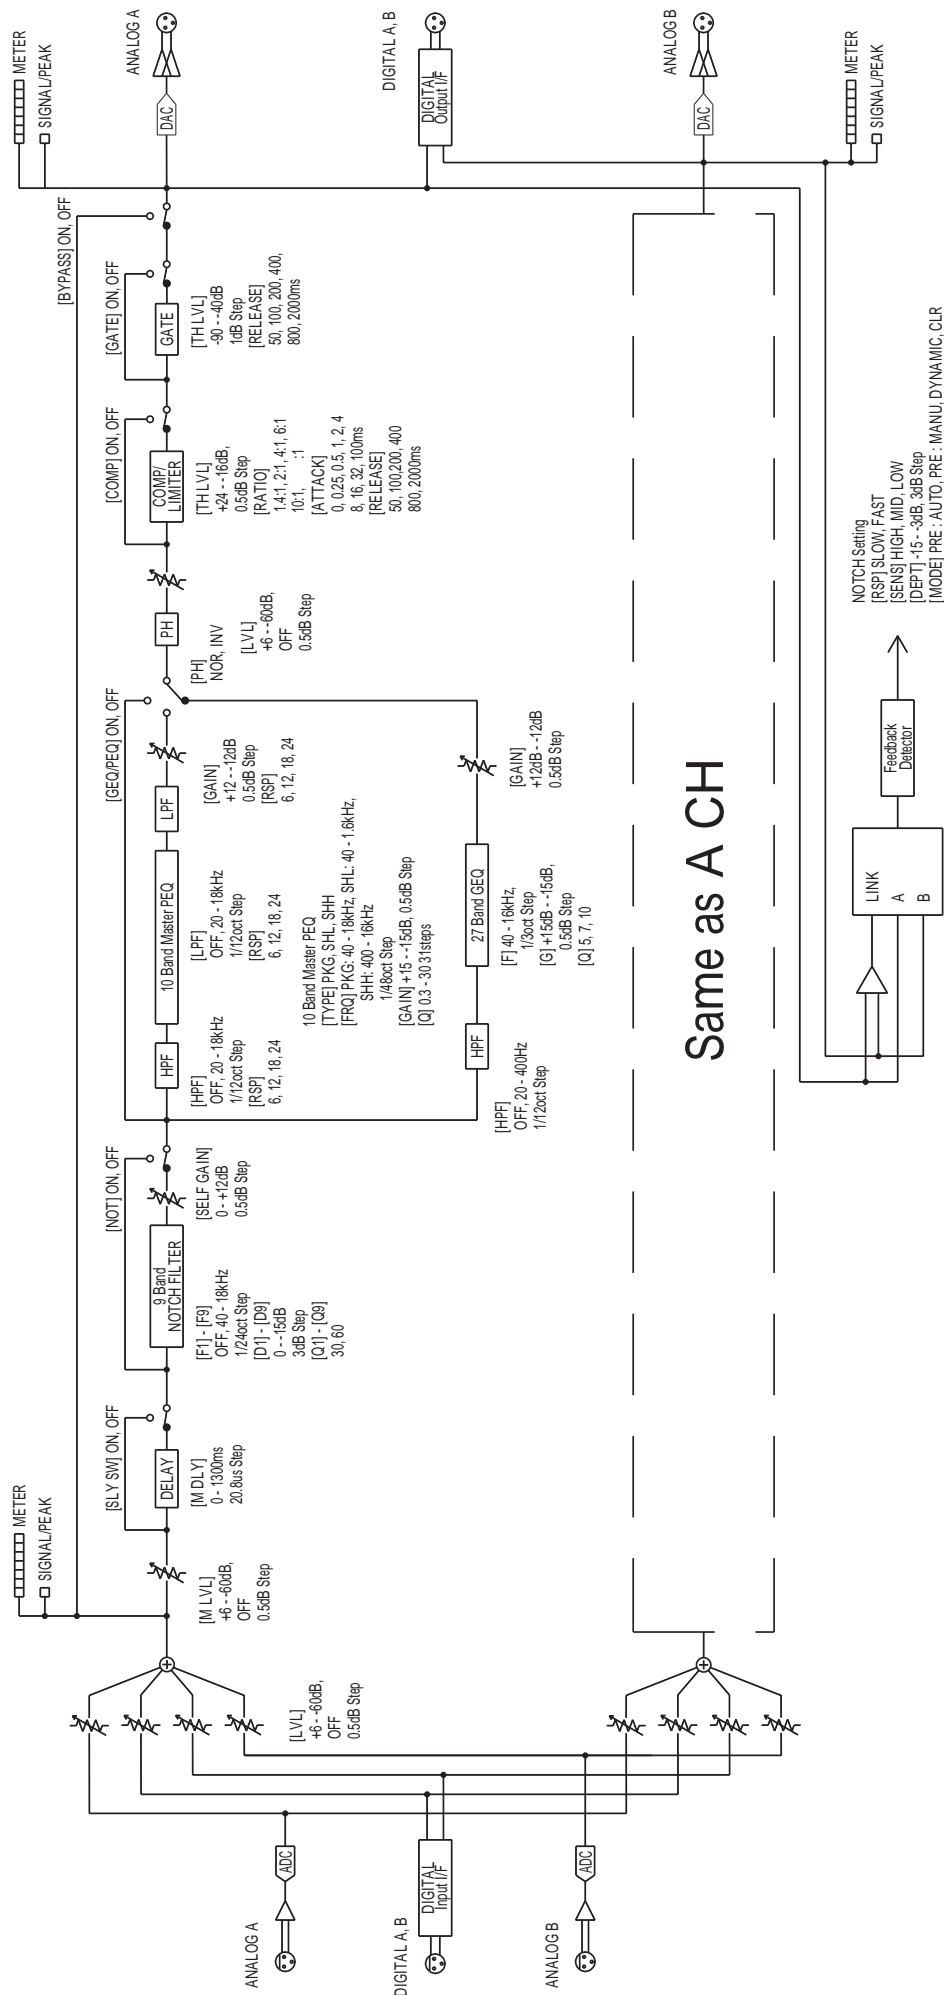 ANALOG A
DIGITAL A, B
ANALOG B
ADC
DIGITAL
Input I/F
ADC
[LVL]
+6 - -60dB,
OFF
0.5dB Step
METER
SIGNAL/PEAK
[M LVL]
+6 - -60dB,
OFF
0.5dB Step
[SLY SW] ON, OFF
DELAY
[M DLY]
0 - 1300ms
20.8us Step
[NOT] ON, OFF
9 Band
NOTCH FILTER
[F1] - [F9]
OFF, 40 - 18kHz
1/24oct Step
[D1] - [D9]
0 - -15dB
3dB Step
[Q1] - [Q9]
30, 60
[SELF GAIN]
0 - +12dB
0.5dB Step
[GEQ/PEQ] ON, OFF
HPF
[HPF]
OFF, 20 - 18kHz
1/12oct Step
[RSP]
6, 12, 18, 24
10 Band Master PEQ
LPF
[LPF]
OFF, 20 - 18kHz
1/12oct Step
[RSP]
6, 12, 18, 24
[GAIN]
+12 - -12dB
0.5dB Step
[RSP]
6, 12, 18, 24
10 Band Master PEQ
[TYPE] PKG, SHL, SHH
[FRQ] PKG: 40 - 18kHz, SHL: 40 - 1.6kHz,
SHH: 400 - 16kHz
1/48oct Step
[GAIN] +15 - -15dB, 0.5dB Step
[Q] 0.3 - 30 31steps
HPF
[HPF]
OFF, 20 - 400Hz
1/12oct Step
27 Band GEQ
[F] 40 - 16kHz,
1/3oct Step
[G] +15dB - -15dB,
0.5dB Step
[Q] 5, 7, 10
[GAIN]
+12dB - -12dB
0.5dB Step
PH
[PH]
NOR, INV
[LVL]
+6 - -60dB,
OFF
0.5dB Step
[COMP] ON, OFF
COMP/
LIMITER
[TH LVL]
+24 - -16dB,
0.5dB Step
[RATIO]
1.4:1, 2:1, 4:1, 6:1
10:1, :1
[ATTACK]
0, 0.25, 0.5, 1, 2, 4
8, 16, 32, 100ms
[RELEASE]
50, 100,200, 400
800, 2000ms
[GATE] ON, OFF
GATE
[TH LVL]
-90 - -40dB
1dB Step
[RELEASE]
50, 100, 200, 400,
800, 2000ms
[BYPASS] ON, OFF
METER
SIGNAL/PEAK
DAC
ANALOG A
DIGITAL
Output I/F
DIGITAL A, B
DAC
ANALOG B
METER
SIGNAL/PEAK
Same as A CH
LINK
A
B
Feedback
Detector
NOTCH Setting
[RSP] SLOW, FAST
[SENS] HIGH, MID, LOW
[DEPT] -15 - -3dB, 3dB Step
[MODE] PRE : AUTO, PRE : MANU, DYNAMIC, CLR